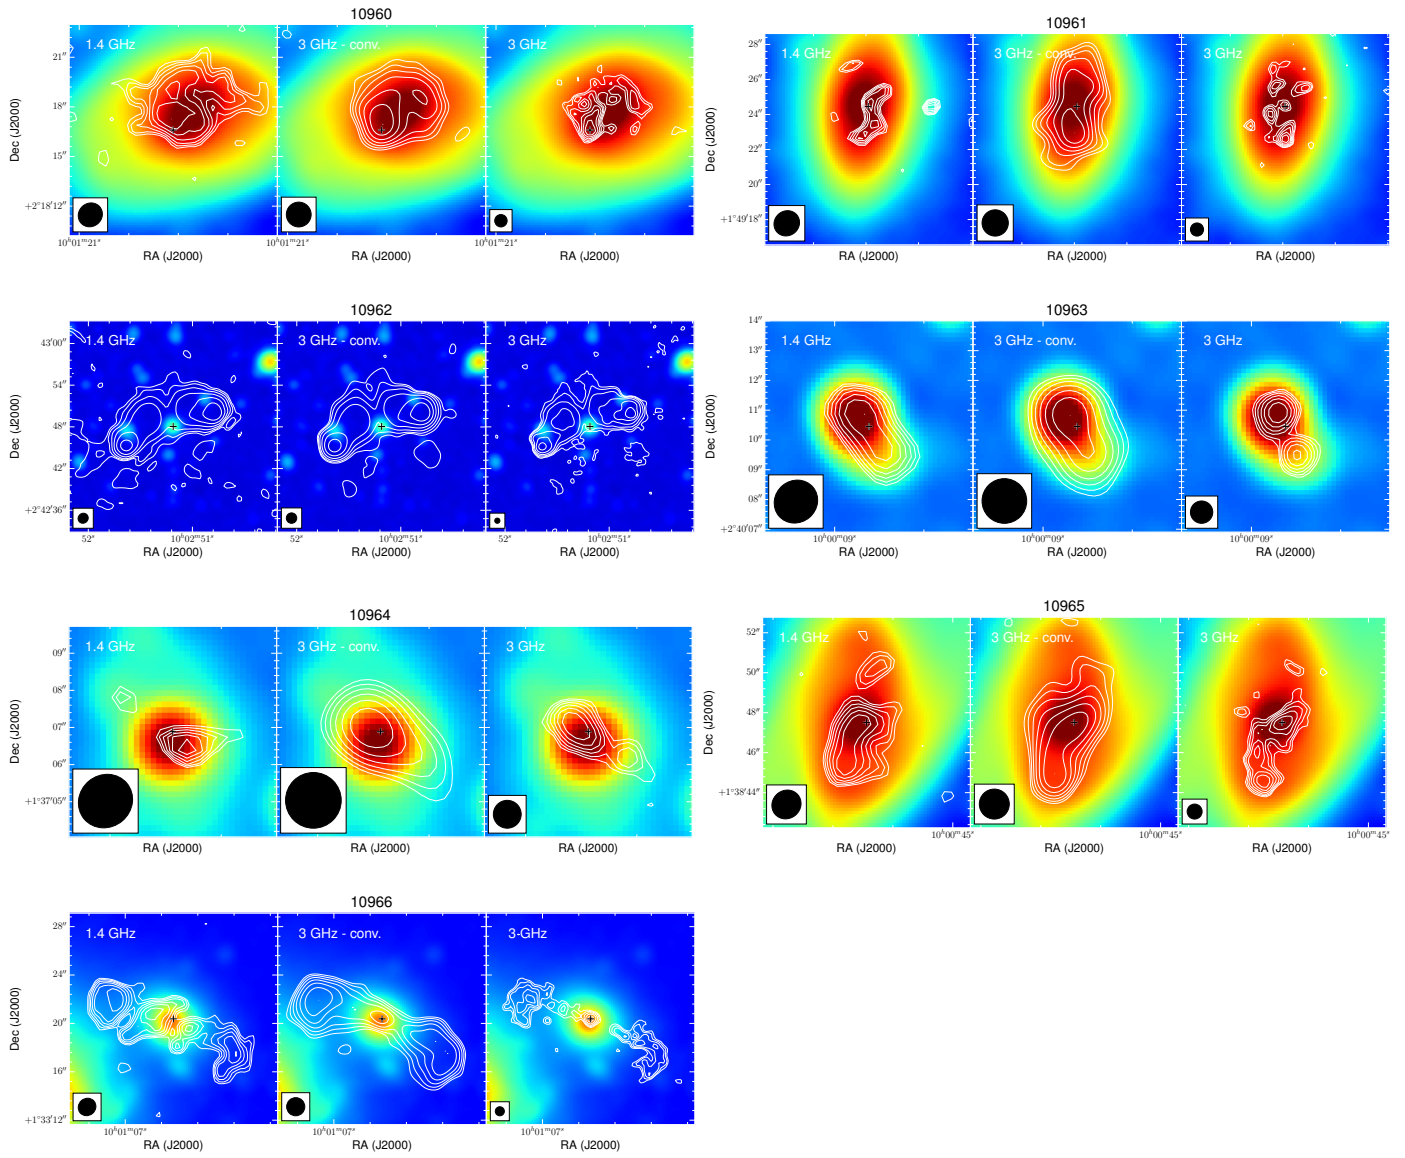 10960
1.4 GHz
3 GHz - conv.
3 GHz
21″
18″
15″
+2°18′12″
Dec (J2000)
10ʰ01ᵐ21ˢ
10ʰ01ᵐ21ˢ
10ʰ01ᵐ21ˢ
RA (J2000)
RA (J2000)
RA (J2000)
10961
1.4 GHz
3 GHz - conv.
3 GHz
28″
26″
24″
22″
20″
+1°49′18″
Dec (J2000)
RA (J2000)
RA (J2000)
RA (J2000)
10962
1.4 GHz
3 GHz - conv.
3 GHz
43′00″
54″
48″
42″
+2°42′36″
Dec (J2000)
52ˢ
10ʰ02ᵐ51ˢ
52ˢ
10ʰ02ᵐ51ˢ
52ˢ
10ʰ02ᵐ51ˢ
RA (J2000)
RA (J2000)
RA (J2000)
10963
1.4 GHz
3 GHz - conv.
3 GHz
14″
13″
12″
11″
10″
09″
08″
+2°40′07″
Dec (J2000)
10ʰ00ᵐ09ˢ
10ʰ00ᵐ09ˢ
10ʰ00ᵐ09ˢ
RA (J2000)
RA (J2000)
RA (J2000)
10964
1.4 GHz
3 GHz - conv.
3 GHz
09″
08″
07″
06″
+1°37′05″
Dec (J2000)
RA (J2000)
RA (J2000)
RA (J2000)
10965
1.4 GHz
3 GHz - conv.
3 GHz
52″
50″
48″
46″
+1°38′44″
Dec (J2000)
10ʰ00ᵐ45ˢ
10ʰ00ᵐ45ˢ
10ʰ00ᵐ45ˢ
RA (J2000)
RA (J2000)
RA (J2000)
10966
1.4 GHz
3 GHz - conv.
3-GHz
28″
24″
20″
16″
+1°33′12″
Dec (J2000)
10ʰ01ᵐ07ˢ
10ʰ01ᵐ07ˢ
10ʰ01ᵐ07ˢ
RA (J2000)
RA (J2000)
RA (J2000)